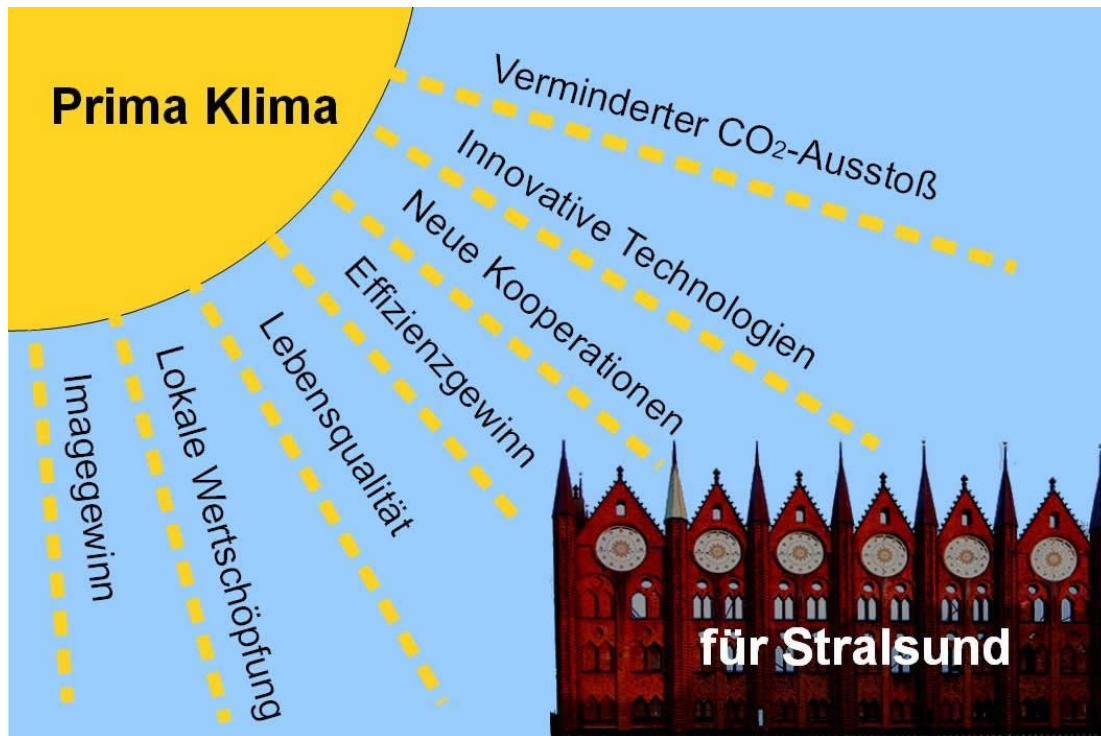 Prima Klima
Verminderter CO₂-Ausstoß
Innovative Technologien
Neue Kooperationen
Effizienzgewinn
Lebensqualität
Lokale Wertschöpfung
Imagegewinn
für Stralsund